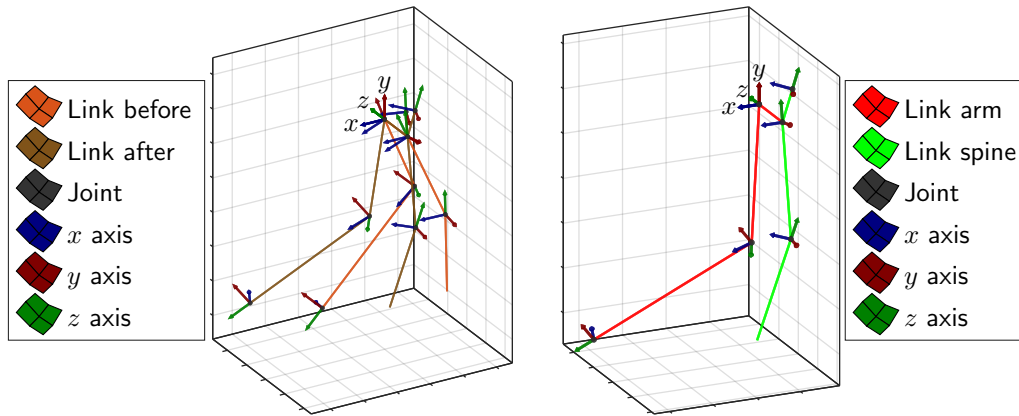 Link before
Link after
Joint
x axis
y axis
z axis
y
z
x
y
z
x
Link arm
Link spine
Joint
x axis
y axis
z axis